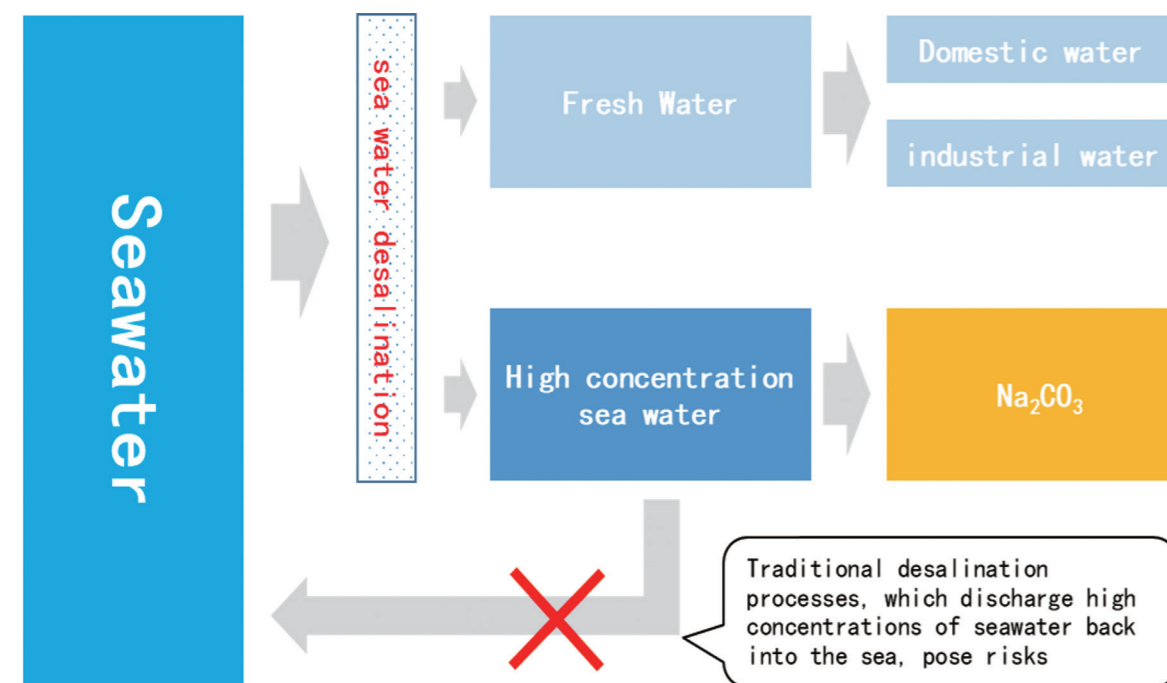 Seawater
sea water desalination
Fresh Water
Domestic water
industrial water
High concentration
sea water
Na₂CO₃
Traditional desalination
processes, which discharge high
concentrations of seawater back
into the sea, pose risks